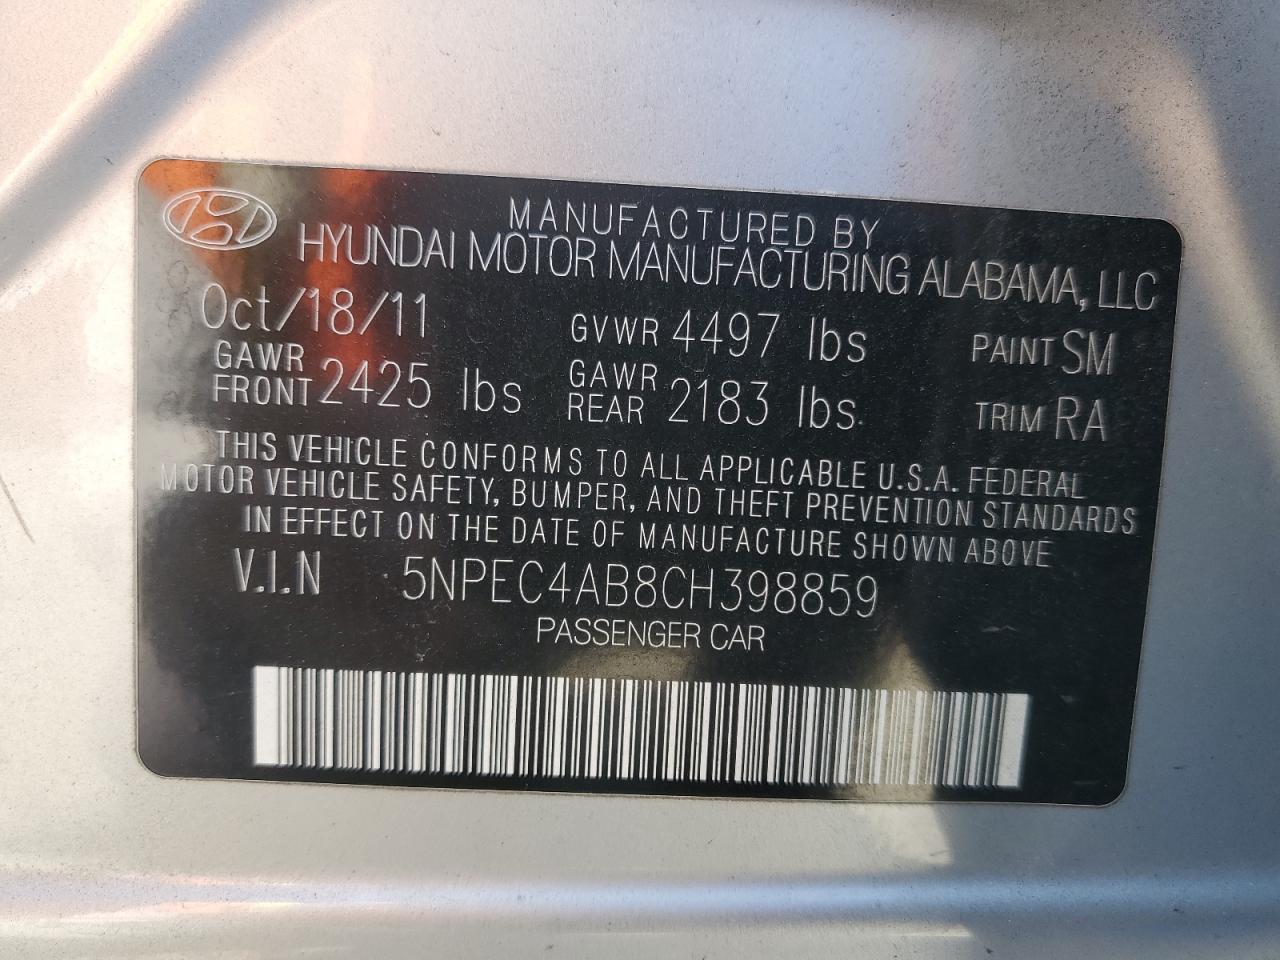 MANUFACTURED BY
HYUNDAI MOTOR MANUFACTURING ALABAMA, LLC
Oct/18/11 GVWR 4497 lbs PAINT SM
GAWR FRONT 2425 lbs GAWR REAR 2183 lbs. TRIM RA
THIS VEHICLE CONFORMS TO ALL APPLICABLE U.S.A. FEDERAL
MOTOR VEHICLE SAFETY, BUMPER, AND THEFT PREVENTION STANDARDS
IN EFFECT ON THE DATE OF MANUFACTURE SHOWN ABOVE
V.I.N 5NPEC4AB8CH398859
PASSENGER CAR